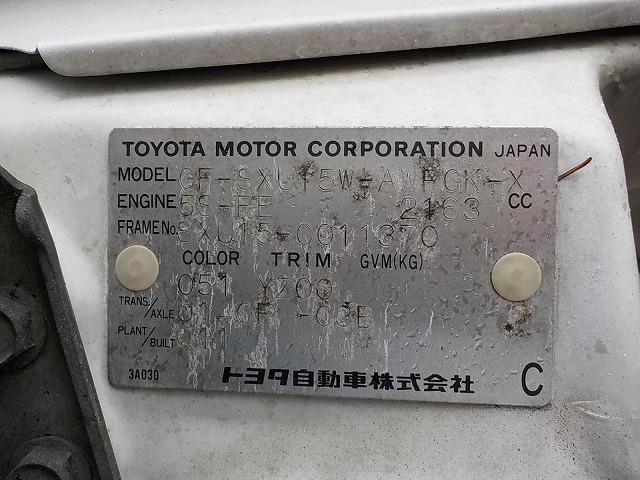 TOYOTA MOTOR CORPORATION JAPAN
MODEL GF-SXU15W-AWPGK-X
ENGINE 5S-FE 2163 CC
FRAME No. SXU15-0011370
COLOR TRIM GVM(KG)
051 YZ00
TRANS./AXLE -03B
PLANT/BUILT
3A030 トヨタ自動車株式会社 C